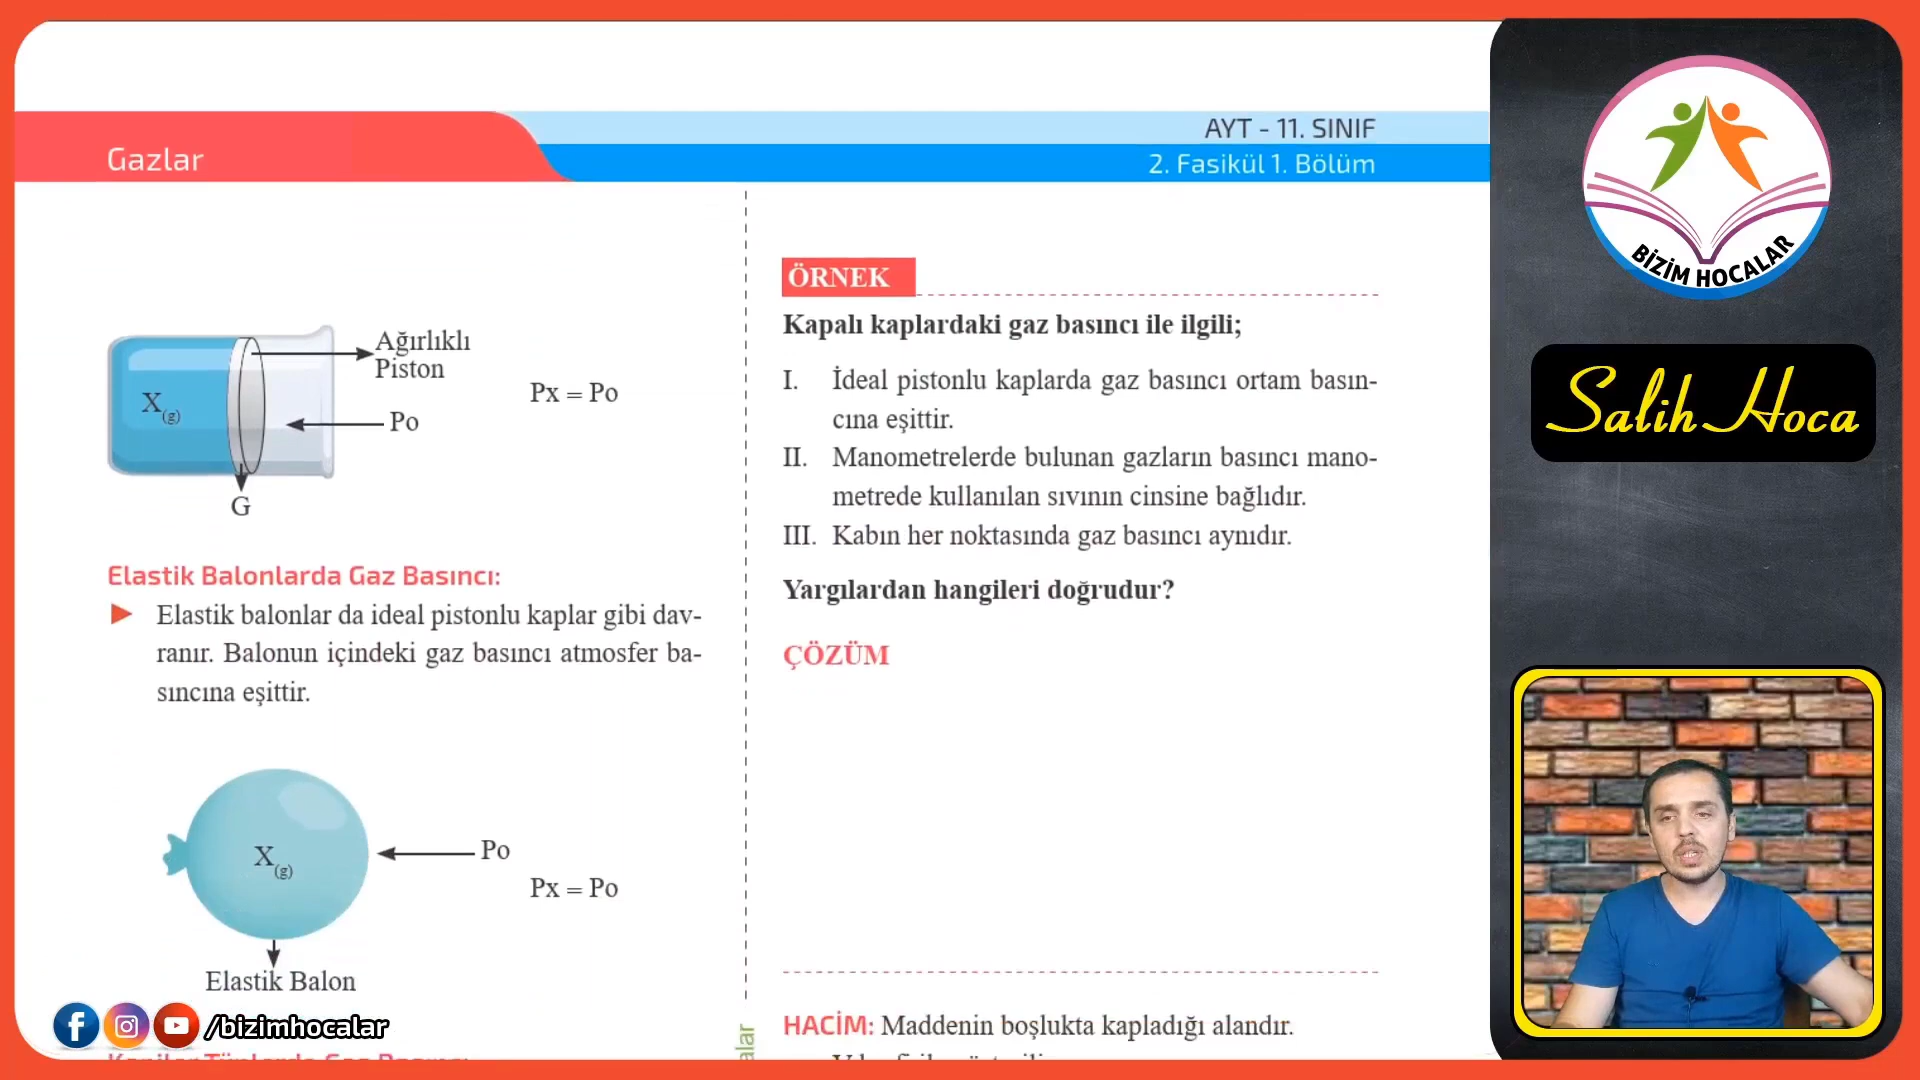 Gazlar
AYT - 11. SINIF
2. Fasikül 1. Bölüm
Ağırlıklı
Piston
X(g)
Px = Po
Po
G
Elastik Balonlarda Gaz Basıncı:
Elastik balonlar da ideal pistonlu kaplar gibi dav-
ranır. Balonun içindeki gaz basıncı atmosfer ba-
sıncına eşittir.
X(g)
Po
Px = Po
Elastik Balon
/bizimhocalar
ÖRNEK
Kapalı kaplardaki gaz basıncı ile ilgili;
I. İdeal pistonlu kaplarda gaz basıncı ortam basın-
cına eşittir.
II. Manometrelerde bulunan gazların basıncı mano-
metrede kullanılan sıvının cinsine bağlıdır.
III. Kabın her noktasında gaz basıncı aynıdır.
Yargılardan hangileri doğrudur?
ÇÖZÜM
HACİM: Maddenin boşlukta kapladığı alandır.
alar
BİZİM HOCALAR
Salih Hoca